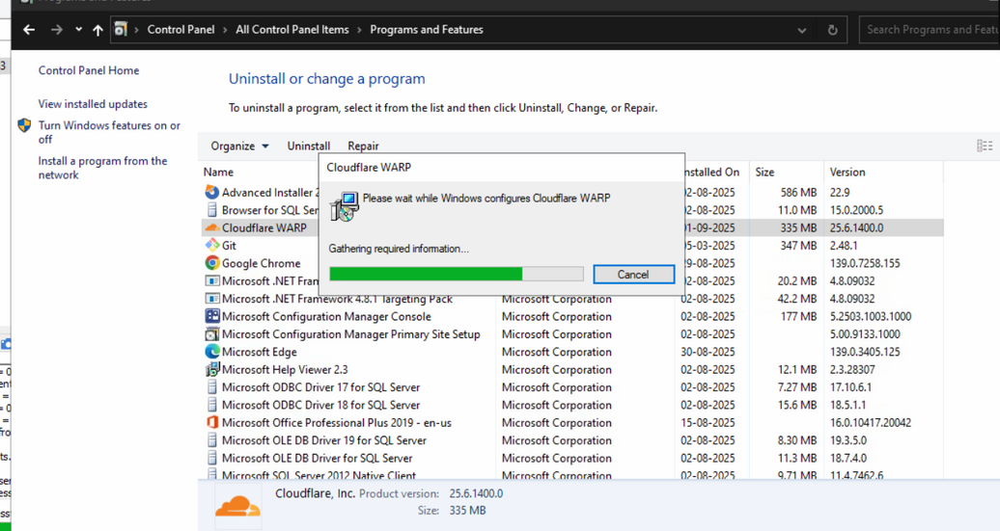 Programs and Features
Control Panel > All Control Panel Items > Programs and Features
Search Programs and Featu
3
Control Panel Home
View installed updates
Turn Windows features on or
off
Install a program from the
network
Uninstall or change a program
To uninstall a program, select it from the list and then click Uninstall, Change, or Repair.
Organize Uninstall Repair
Name nstalled On Size Version
Advanced Installer 2 02-08-2025 586 MB 22.9
Browser for SQL Ser 02-08-2025 11.0 MB 15.0.2000.5
Cloudflare WARP 01-09-2025 335 MB 25.6.1400.0
Git 05-03-2025 347 MB 2.48.1
Google Chrome 29-08-2025 139.0.7258.155
Microsoft .NET Fran 02-08-2025 20.2 MB 4.8.09032
Microsoft .NET Framework 4.8.1 Targeting Pack Microsoft Corporation 02-08-2025 42.2 MB 4.8.09032
Microsoft Configuration Manager Console Microsoft Corporation 02-08-2025 177 MB 5.2503.1003.1000
Microsoft Configuration Manager Primary Site Setup Microsoft Corporation 02-08-2025 5.00.9133.1000
Microsoft Edge Microsoft Corporation 30-08-2025 139.0.3405.125
Microsoft Help Viewer 2.3 Microsoft Corporation 02-08-2025 12.1 MB 2.3.28307
Microsoft ODBC Driver 17 for SQL Server Microsoft Corporation 02-08-2025 7.27 MB 17.10.6.1
Microsoft ODBC Driver 18 for SQL Server Microsoft Corporation 02-08-2025 15.6 MB 18.5.1.1
Microsoft Office Professional Plus 2019 - en-us Microsoft Corporation 15-08-2025 16.0.10417.20042
Microsoft OLE DB Driver 19 for SQL Server Microsoft Corporation 02-08-2025 8.30 MB 19.3.5.0
Microsoft OLE DB Driver for SQL Server Microsoft Corporation 02-08-2025 11.3 MB 18.7.4.0
Microsoft SQL Server 2012 Native Client Microsoft Corporation 02-08-2025 9.71 MB 11.4.7462.6
Cloudflare WARP
Please wait while Windows configures Cloudflare WARP
Gathering required information...
Cancel
Cloudflare, Inc. Product version: 25.6.1400.0
Size: 335 MB